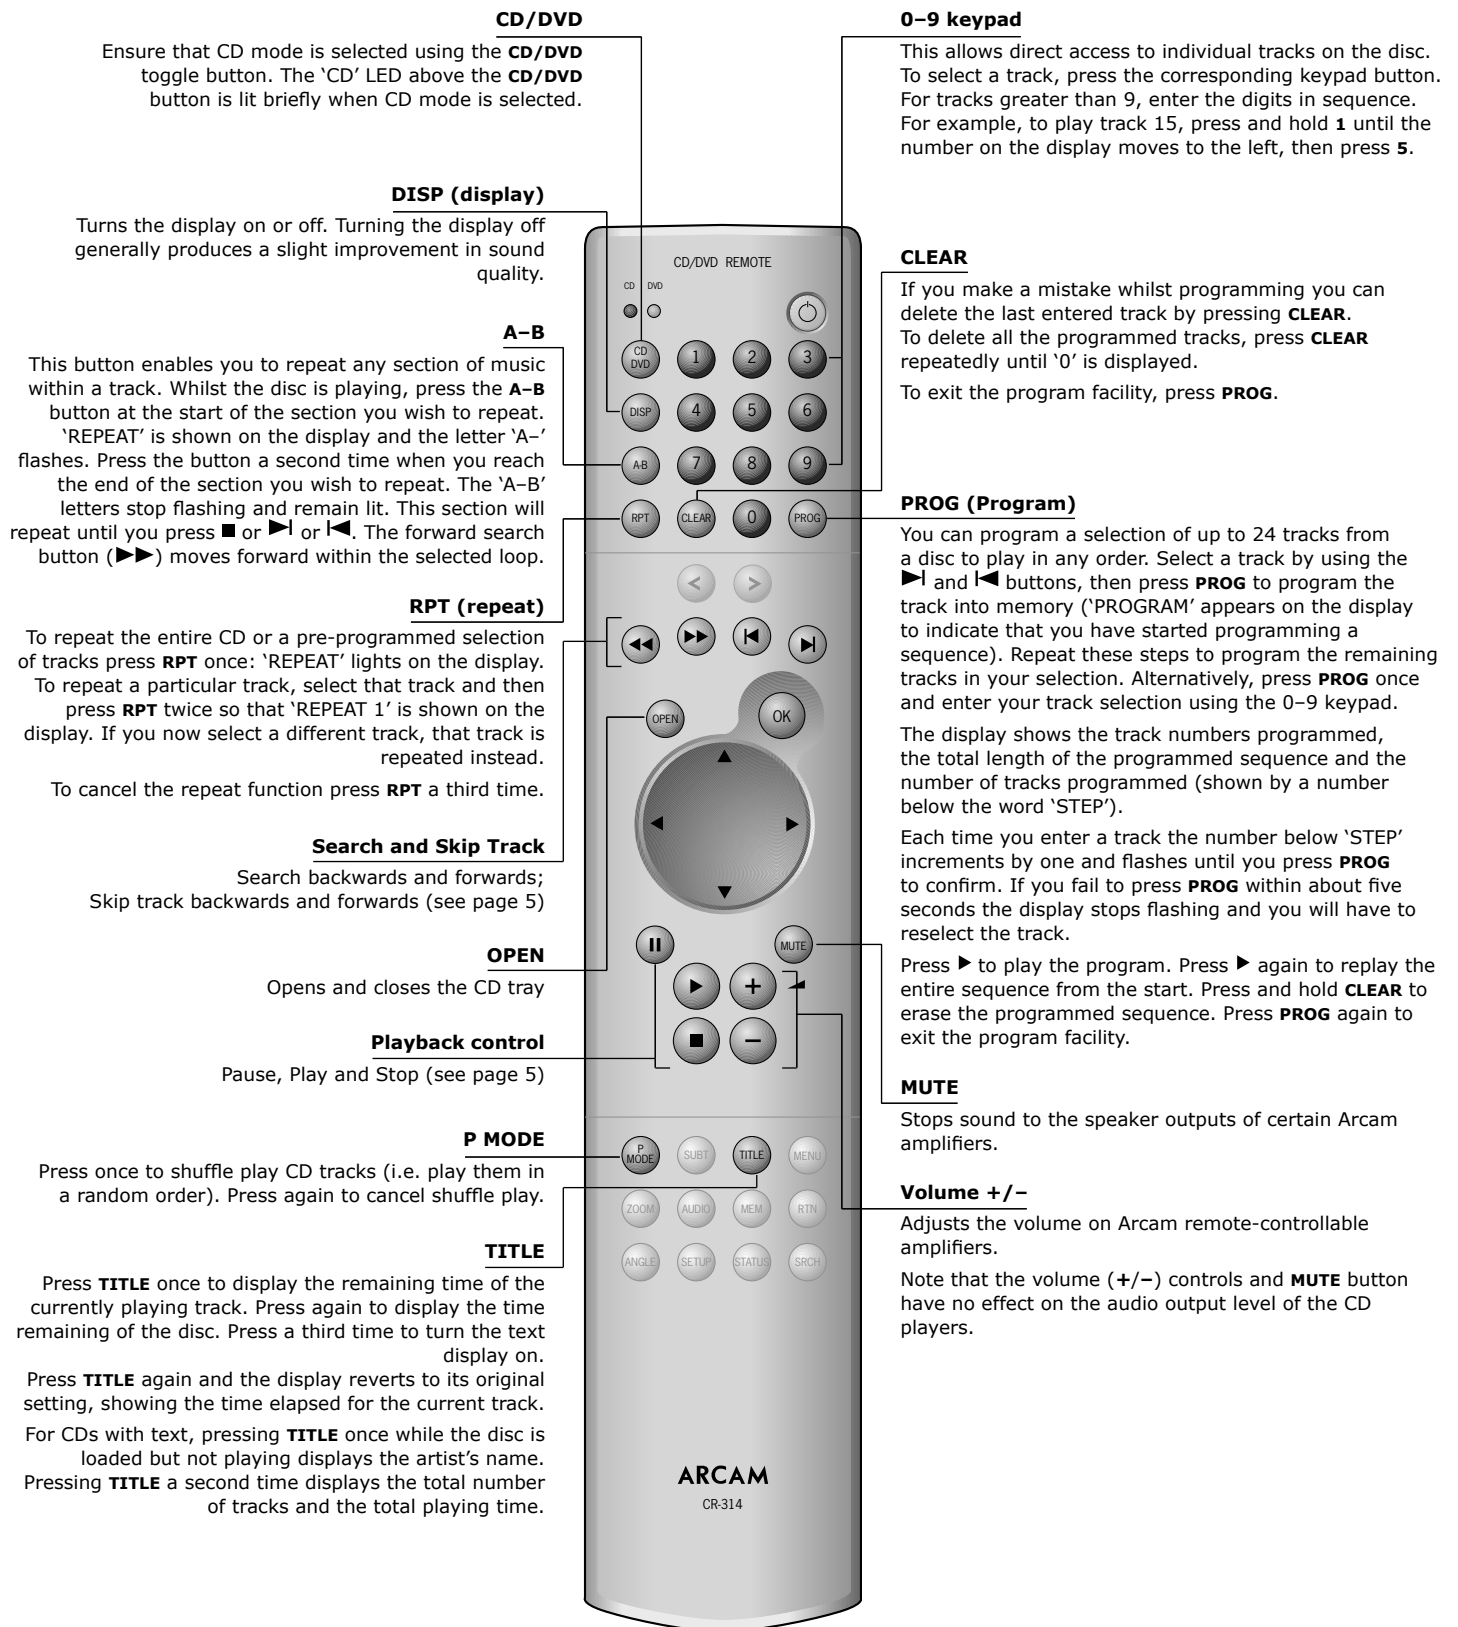 CD/DVD
Ensure that CD mode is selected using the CD/DVD
toggle button. The ‘CD’ LED above the CD/DVD
button is lit briefly when CD mode is selected.
DISP (display)
Turns the display on or off. Turning the display off
generally produces a slight improvement in sound
quality.
A–B
This button enables you to repeat any section of music
within a track. Whilst the disc is playing, press the A–B
button at the start of the section you wish to repeat.
‘REPEAT’ is shown on the display and the letter ‘A–’
flashes. Press the button a second time when you reach
the end of the section you wish to repeat. The ‘A–B’
letters stop flashing and remain lit. This section will
repeat until you press ■ or ►| or |◄. The forward search
button (►►) moves forward within the selected loop.
RPT (repeat)
To repeat the entire CD or a pre-programmed selection
of tracks press RPT once: ‘REPEAT’ lights on the display.
To repeat a particular track, select that track and then
press RPT twice so that ‘REPEAT 1’ is shown on the
display. If you now select a different track, that track is
repeated instead.
To cancel the repeat function press RPT a third time.
Search and Skip Track
Search backwards and forwards;
Skip track backwards and forwards (see page 5)
OPEN
Opens and closes the CD tray
Playback control
Pause, Play and Stop (see page 5)
P MODE
Press once to shuffle play CD tracks (i.e. play them in
a random order). Press again to cancel shuffle play.
TITLE
Press TITLE once to display the remaining time of the
currently playing track. Press again to display the time
remaining of the disc. Press a third time to turn the text
display on.
Press TITLE again and the display reverts to its original
setting, showing the time elapsed for the current track.
For CDs with text, pressing TITLE once while the disc is
loaded but not playing displays the artist’s name.
Pressing TITLE a second time displays the total number
of tracks and the total playing time.
CD/DVD REMOTE
CD DVD
CD
DVD
1 2 3
DISP 4 5 6
A-B 7 8 9
RPT CLEAR 0 PROG
< >
◄◄ ►► |◄ ►|
OPEN OK
MUTE
+
−
P
MODE
SUBT TITLE MENU
ZOOM AUDIO MEM RTN
ANGLE SETUP STATUS SRCH
ARCAM
CR-314
0–9 keypad
This allows direct access to individual tracks on the disc.
To select a track, press the corresponding keypad button.
For tracks greater than 9, enter the digits in sequence.
For example, to play track 15, press and hold 1 until the
number on the display moves to the left, then press 5.
CLEAR
If you make a mistake whilst programming you can
delete the last entered track by pressing CLEAR.
To delete all the programmed tracks, press CLEAR
repeatedly until ‘0’ is displayed.
To exit the program facility, press PROG.
PROG (Program)
You can program a selection of up to 24 tracks from
a disc to play in any order. Select a track by using the
►| and |◄ buttons, then press PROG to program the
track into memory (‘PROGRAM’ appears on the display
to indicate that you have started programming a
sequence). Repeat these steps to program the remaining
tracks in your selection. Alternatively, press PROG once
and enter your track selection using the 0–9 keypad.
The display shows the track numbers programmed,
the total length of the programmed sequence and the
number of tracks programmed (shown by a number
below the word ‘STEP’).
Each time you enter a track the number below ‘STEP’
increments by one and flashes until you press PROG
to confirm. If you fail to press PROG within about five
seconds the display stops flashing and you will have to
reselect the track.
Press ► to play the program. Press ► again to replay the
entire sequence from the start. Press and hold CLEAR to
erase the programmed sequence. Press PROG again to
exit the program facility.
MUTE
Stops sound to the speaker outputs of certain Arcam
amplifiers.
Volume +/–
Adjusts the volume on Arcam remote-controllable
amplifiers.
Note that the volume (+/–) controls and MUTE button
have no effect on the audio output level of the CD
players.